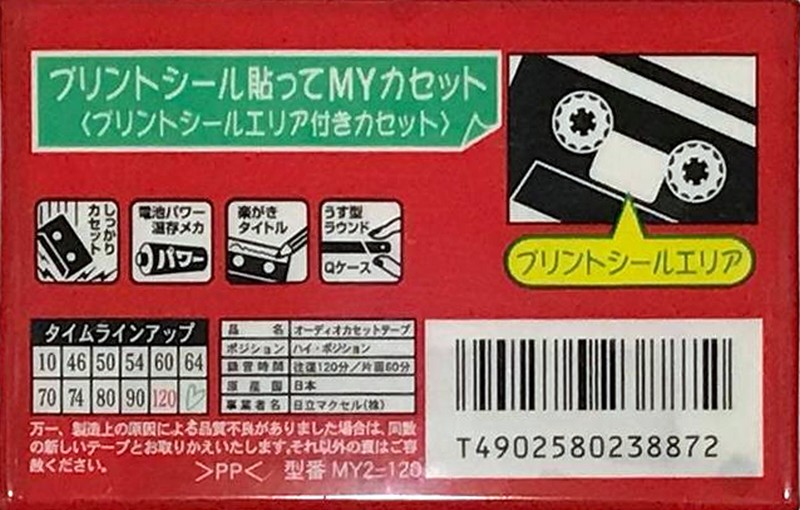 プリントシール貼ってMYカセット
〈プリントシールエリア付きカセット〉
プリントシールエリア
しっかり
カセット
電池パワー
温存メカ
パワー
楽がき
タイトル
うす型
ラウンド
Qケース
タイムラインアップ
10 46 50 54 60 64
70 74 80 90 120
品名 オーディオカセットテープ
ポジション ハイ・ポジション
録音時間 往復120分/片面60分
原産国 日本
事業者名 日立マクセル(株)
万一、製造上の原因による品質不良がありました場合は、同数
の新しいテープとお取りかえいたします。それ以外の責はご容
赦ください。
>PP< 型番 MY2-120
T4902580238872